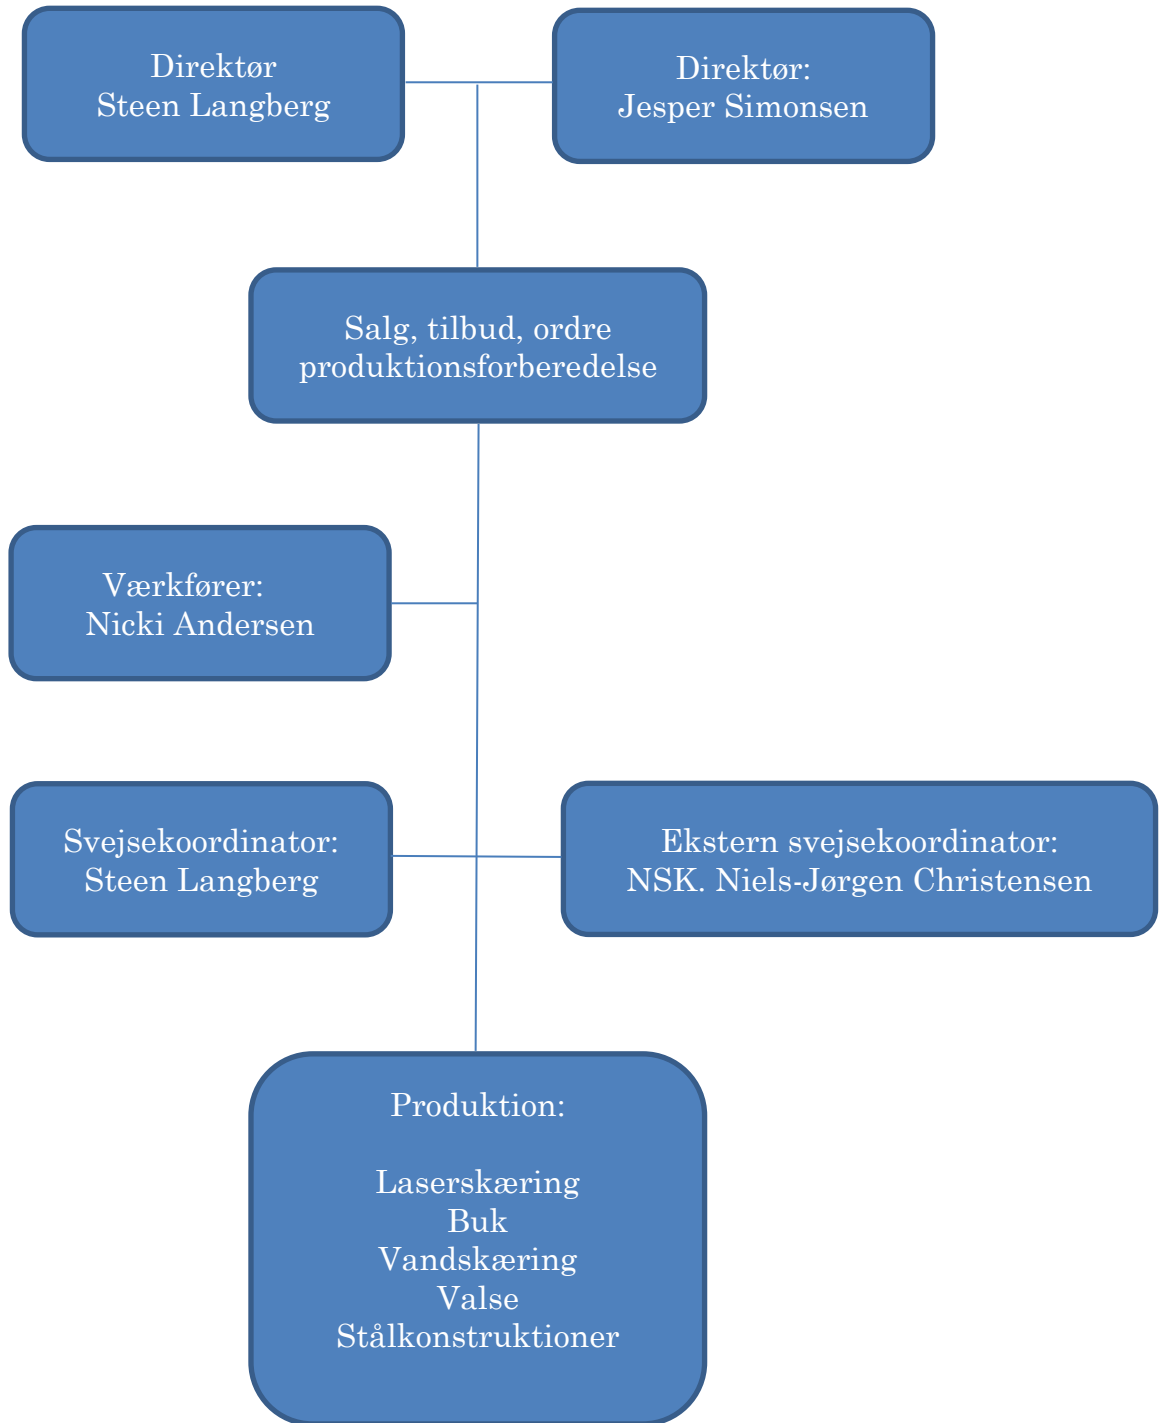 Direktør
Steen Langberg
Direktør:
Jesper Simonsen
Salg, tilbud, ordre
produktionsforberedelse
Værkfører:
Nicki Andersen
Svejsekoordinator:
Steen Langberg
Ekstern svejsekoordinator:
NSK. Niels-Jørgen Christensen
Produktion:
Laserskæring
Buk
Vandskæring
Valse
Stålkonstruktioner